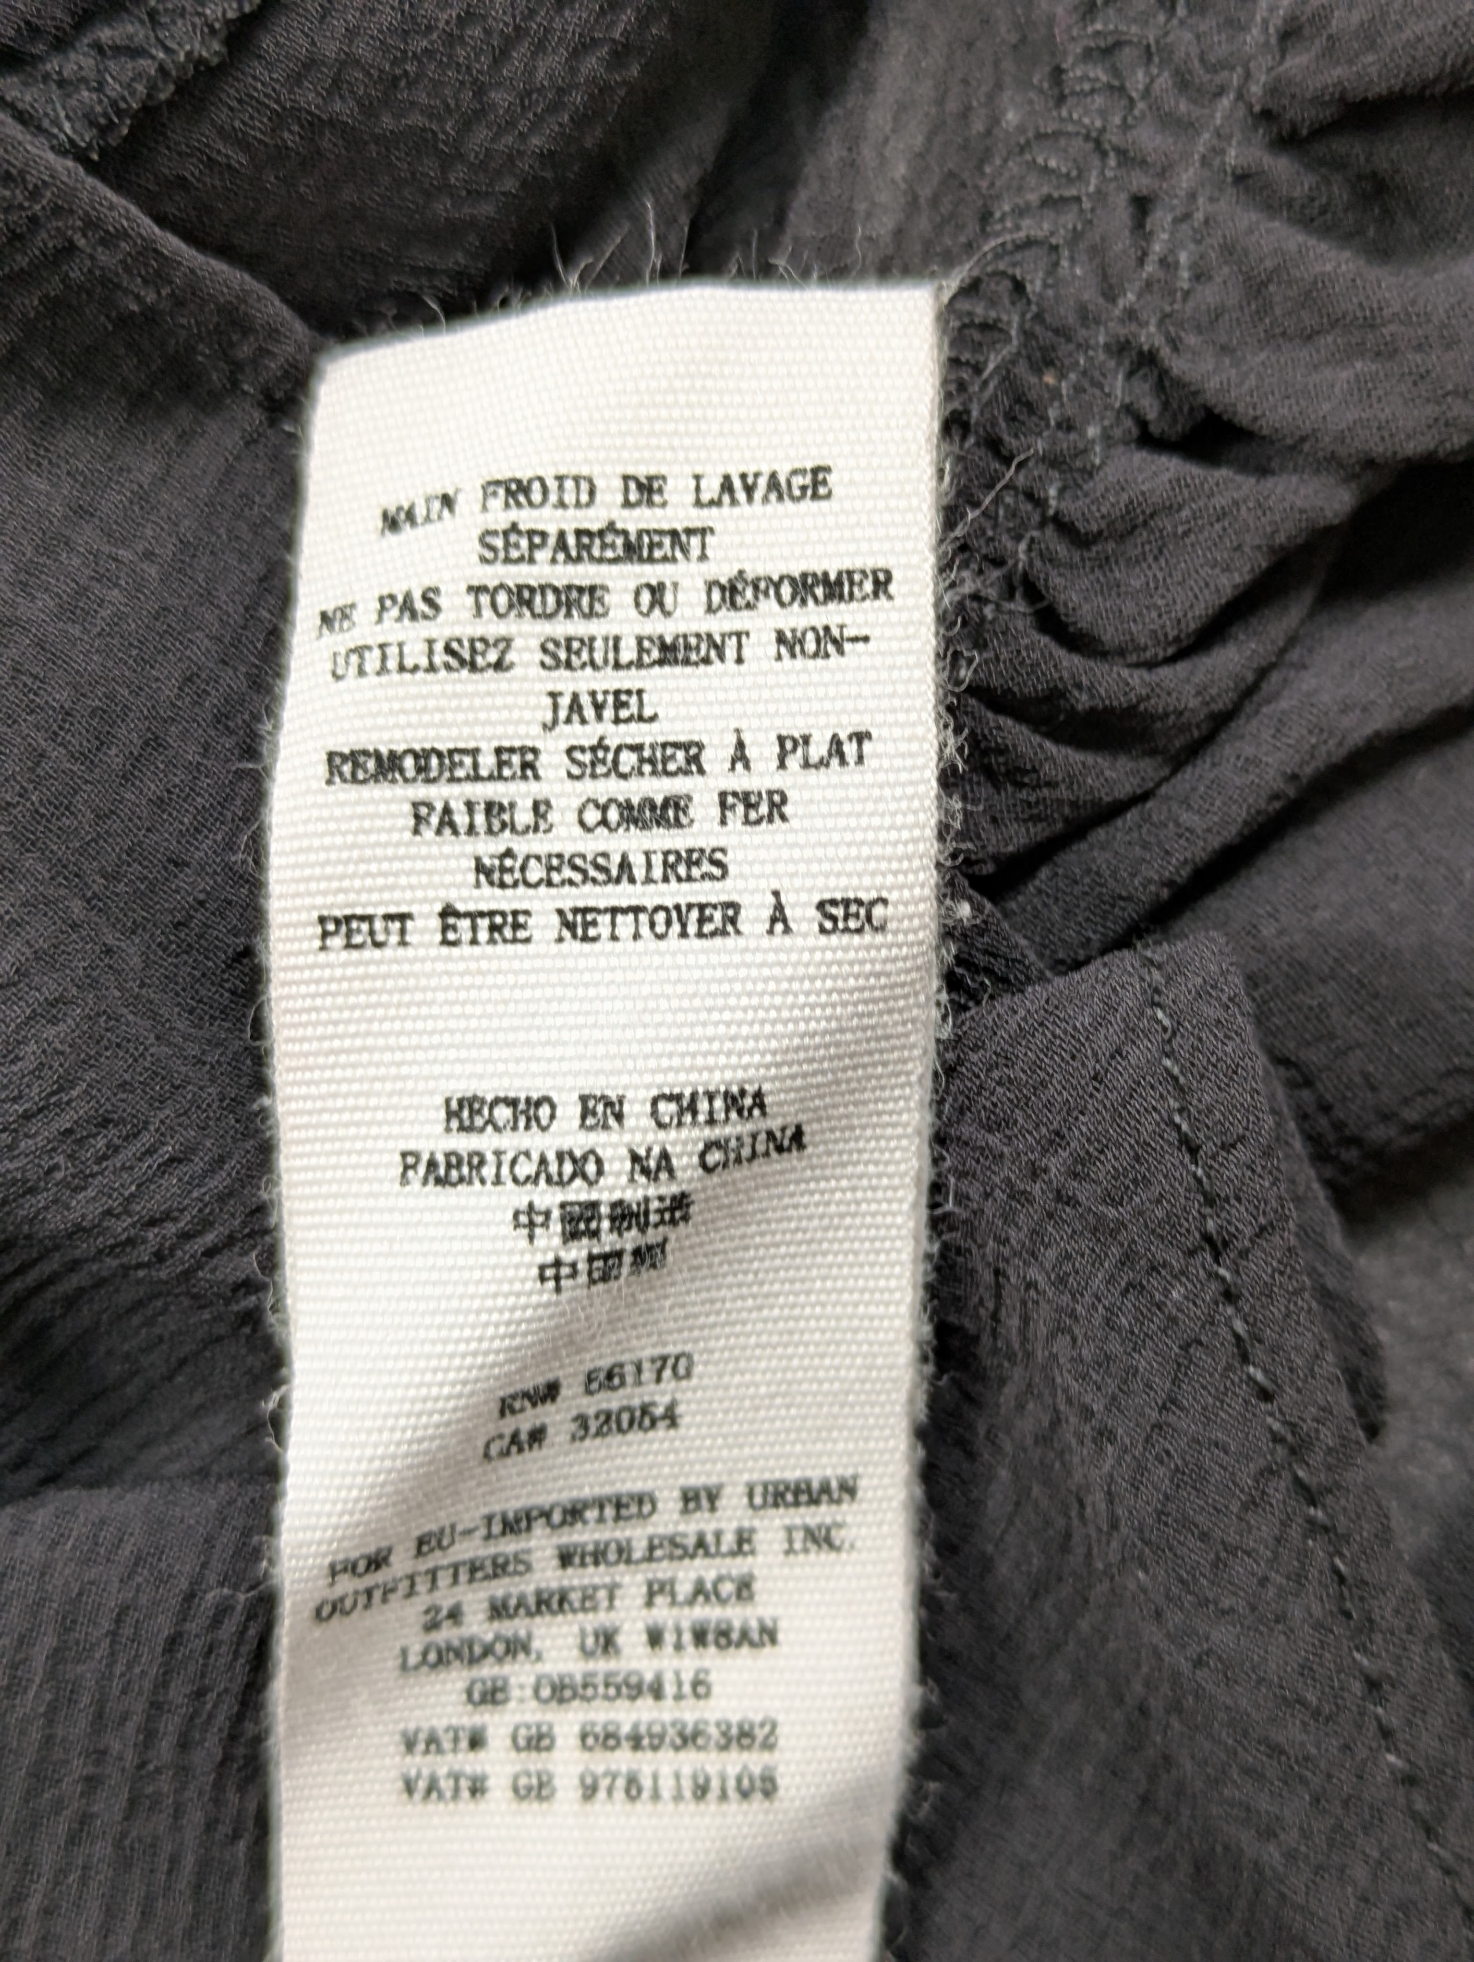 MAIN FROID DE LAVAGE
SÉPARÉMENT
NE PAS TORDRE OU DÉFORMER
UTILISEZ SEULEMENT NON-
JAVEL
REMODELER SÉCHER À PLAT
FAIBLE COMME FER
NÉCESSAIRES
PEUT ÊTRE NETTOYER À SEC
HECHO EN CHINA
FABRICADO NA CHINA
中國制造
中国
RN# 66170
CA# 32054
FOR EU-IMPORTED BY URBAN
OUTFITTERS WHOLESALE INC.
24 MARKET PLACE
LONDON, UK W1W8AN
GB:OB559416
VAT# GB 684936382
VAT# GB 975119105